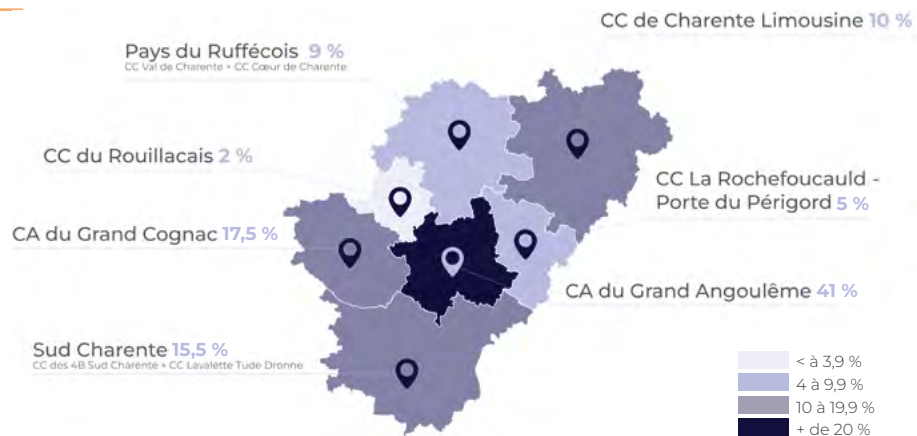 CC de Charente Limousine 10 %
Pays du Ruffécois 9 %
CC Val de Charente + CC Cœur de Charente
CC du Rouillacais 2 %
CC La Rochefoucauld -
Porte du Périgord 5 %
CA du Grand Cognac 17,5 %
CA du Grand Angoulême 41 %
Sud Charente 15,5 %
CC des 4B Sud Charente + CC Lavalette Tude Dronne
< à 3,9 %
4 à 9,9 %
10 à 19,9 %
+ de 20 %